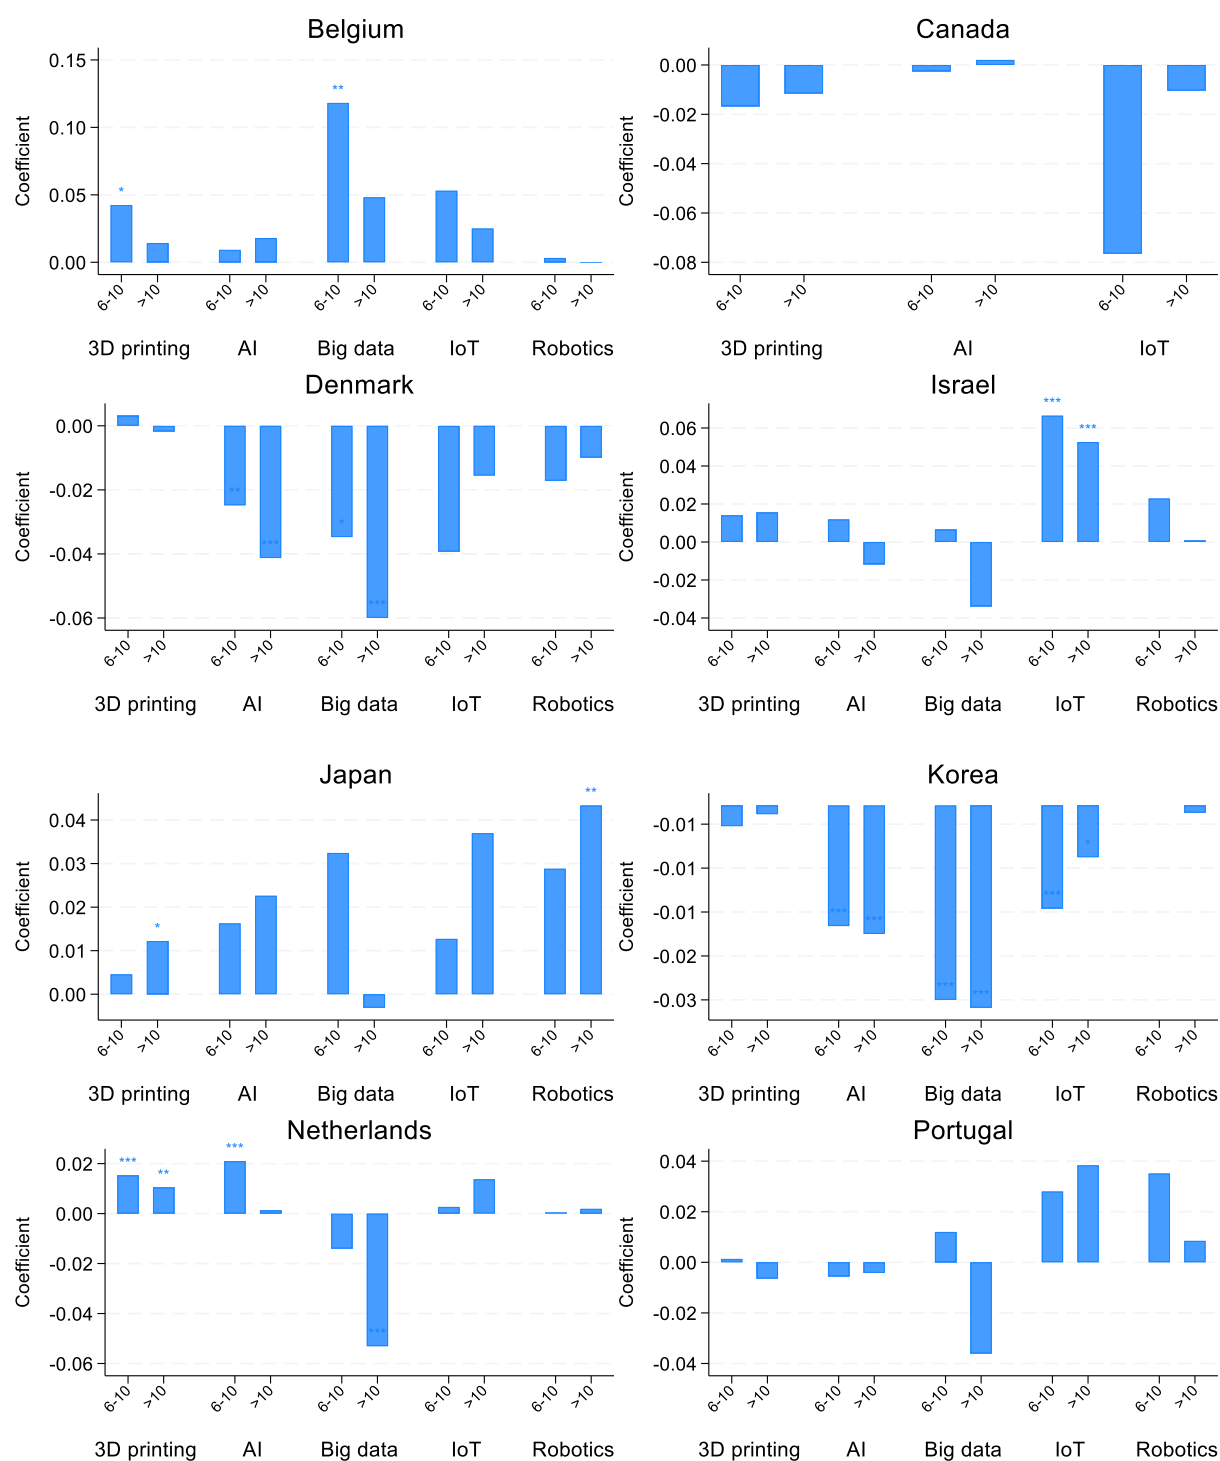 Belgium
Coefficient
0.15
0.10
0.05
0.00
*
**
6-10 >10 6-10 >10 6-10 >10 6-10 >10 6-10 >10
3D printing AI Big data IoT Robotics
Canada
Coefficient
0.00
-0.02
-0.04
-0.06
-0.08
6-10 >10 6-10 >10 6-10 >10
3D printing AI IoT
Denmark
Coefficient
0.00
-0.02
-0.04
-0.06
**
***
*
***
6-10 >10 6-10 >10 6-10 >10 6-10 >10 6-10 >10
3D printing AI Big data IoT Robotics
Israel
Coefficient
0.06
0.04
0.02
0.00
-0.02
-0.04
***
***
6-10 >10 6-10 >10 6-10 >10 6-10 >10 6-10 >10
3D printing AI Big data IoT Robotics
Japan
Coefficient
0.04
0.03
0.02
0.01
0.00
*
**
6-10 >10 6-10 >10 6-10 >10 6-10 >10 6-10 >10
3D printing AI Big data IoT Robotics
Korea
Coefficient
-0.01
-0.01
-0.01
-0.02
-0.03
***
***
***
***
***
*
6-10 >10 6-10 >10 6-10 >10 6-10 >10 6-10 >10
3D printing AI Big data IoT Robotics
Netherlands
Coefficient
0.02
0.00
-0.02
-0.04
-0.06
***
**
***
***
6-10 >10 6-10 >10 6-10 >10 6-10 >10 6-10 >10
3D printing AI Big data IoT Robotics
Portugal
Coefficient
0.04
0.02
0.00
-0.02
-0.04
6-10 >10 6-10 >10 6-10 >10 6-10 >10 6-10 >10
3D printing AI Big data IoT Robotics